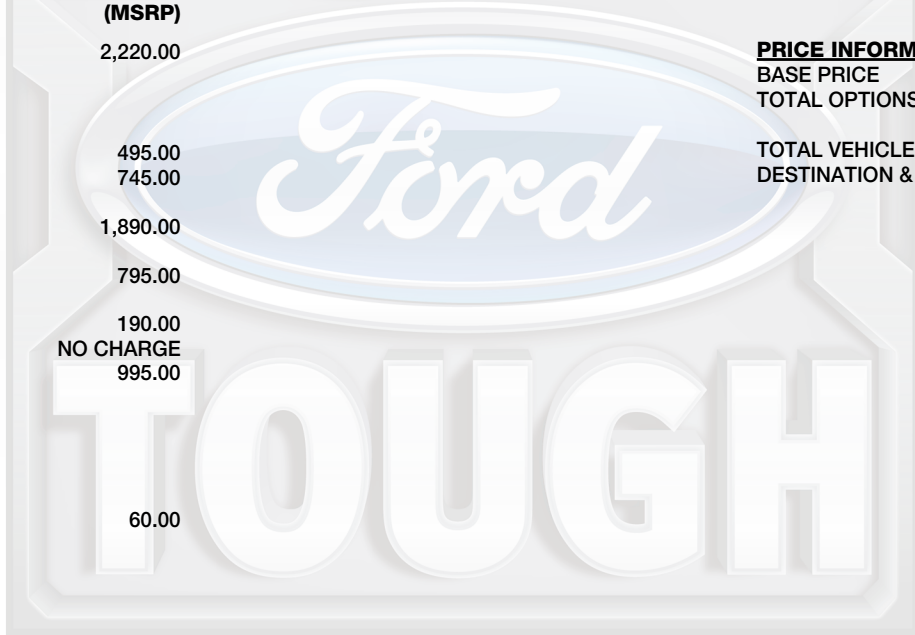 (MSRP)
2,220.00
495.00
745.00
1,890.00
795.00
190.00
NO CHARGE
995.00
60.00
PRICE INFORM
BASE PRICE
TOTAL OPTIONS
TOTAL VEHICLE
DESTINATION &
Ford
TOUGH